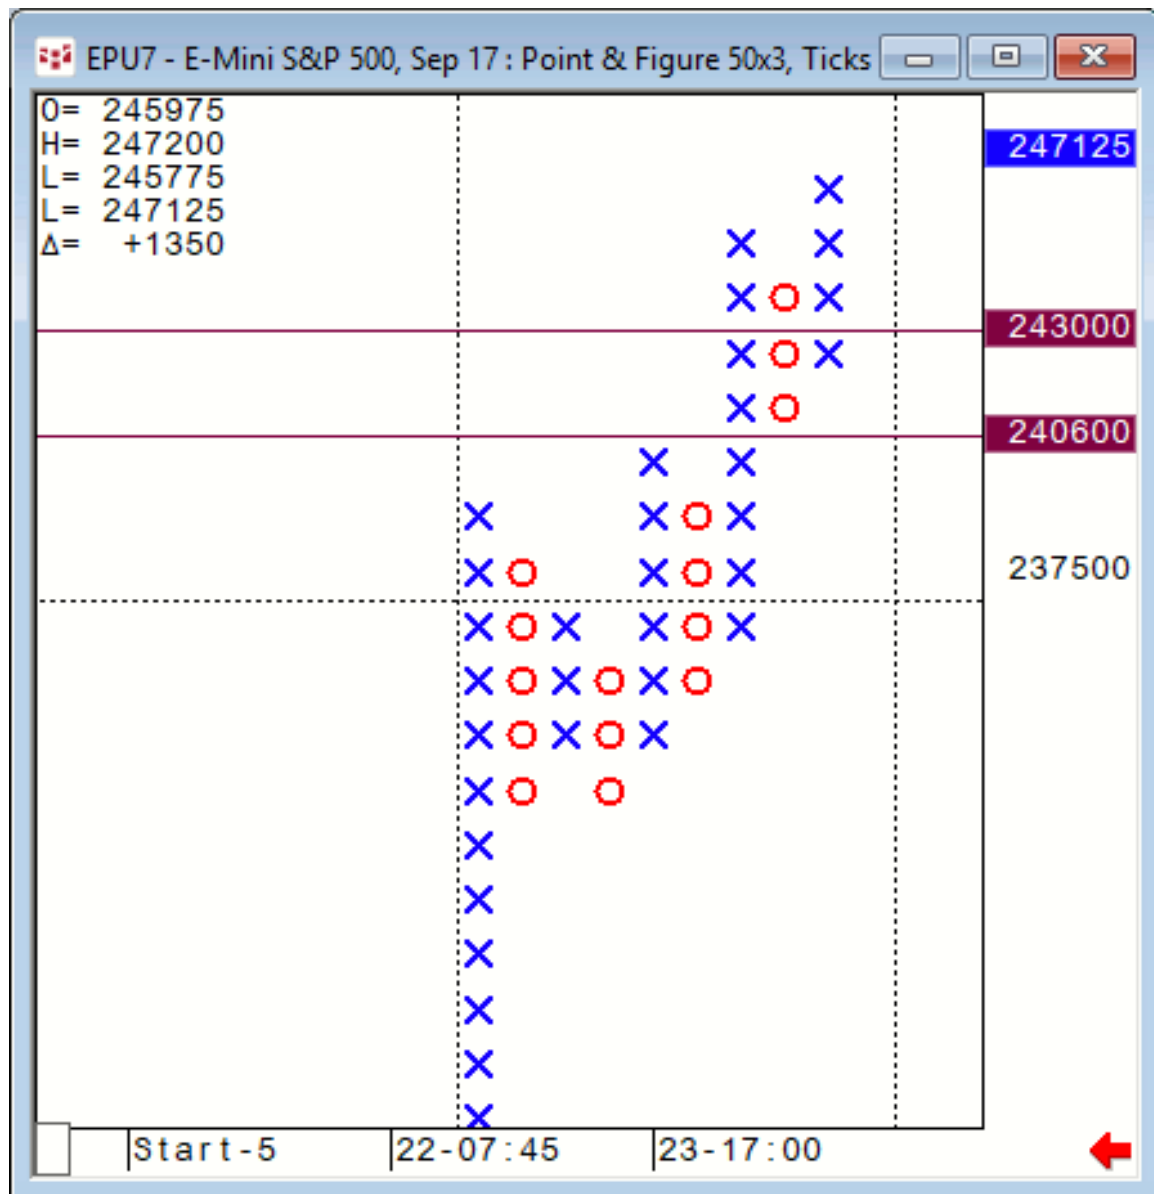 EPU7 - E-Mini S&P 500, Sep 17 : Point & Figure 50x3, Ticks
O= 245975
H= 247200
L= 245775
L= 247125
Δ= +1350
247125
243000
240600
237500
Start-5
22-07:45
23-17:00